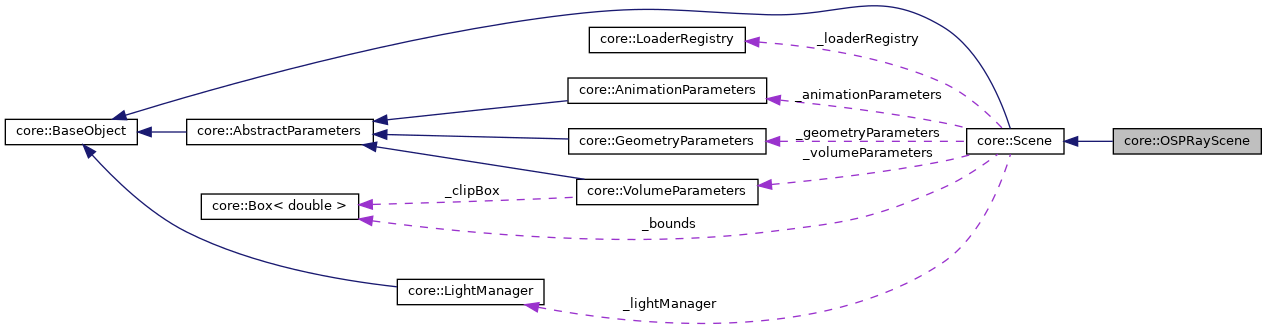 core::LoaderRegistry
_loaderRegistry
core::AnimationParameters
_animationParameters
core::BaseObject
core::AbstractParameters
core::GeometryParameters
_geometryParameters
core::Scene
core::OSPRayScene
_volumeParameters
core::VolumeParameters
_clipBox
core::Box< double >
_bounds
core::LightManager
_lightManager